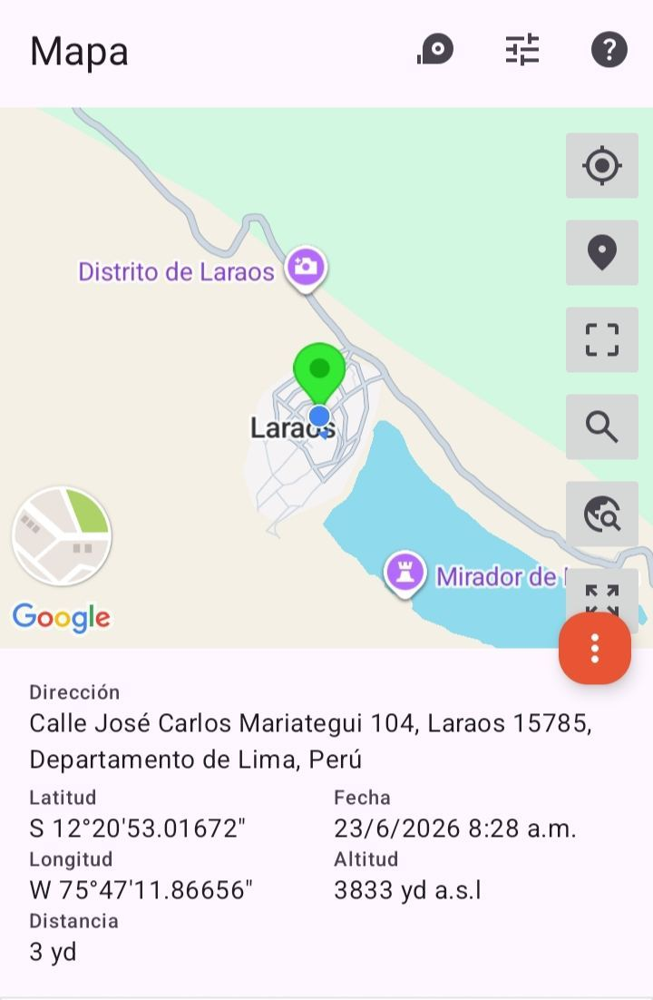 Mapa
Distrito de Laraos
Laraos
Mirador de
Google
Dirección
Calle José Carlos Mariategui 104, Laraos 15785,
Departamento de Lima, Perú
Latitud
Fecha
S 12°20'53.01672"
23/6/2026 8:28 a.m.
Longitud
Altitud
W 75°47'11.86656"
3833 yd a.s.l
Distancia
3 yd